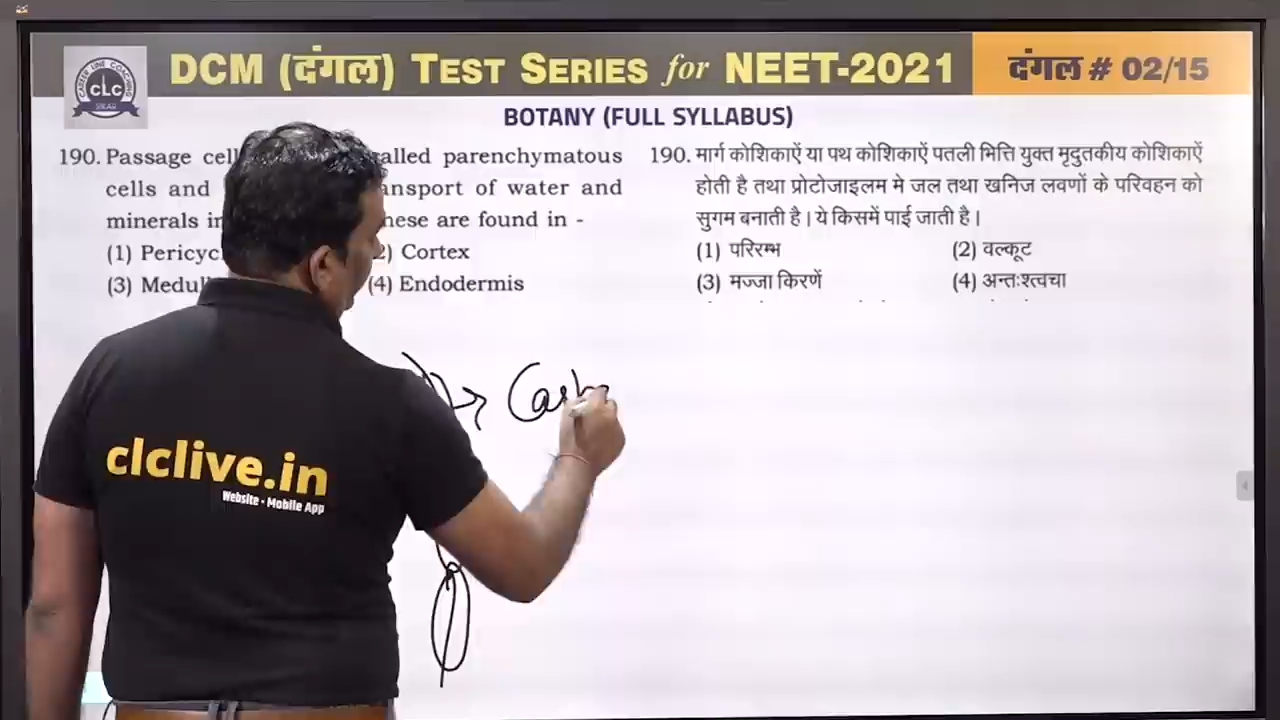 DCM (दंगल) TEST SERIES for NEET-2021
दंगल # 02/15
CLC
SIKAR
BOTANY (FULL SYLLABUS)
190. Passage cell alled parenchymatous
cells and ansport of water and
minerals in hese are found in -
(1) Pericyc 2) Cortex
(3) Medull (4) Endodermis
190. मार्ग कोशिकाऐं या पथ कोशिकाऐं पतली भित्ति युक्त मृदुतकीय कोशिकाऐं
होती है तथा प्रोटोजाइलम मे जल तथा खनिज लवणों के परिवहन को
सुगम बनाती है। ये किसमें पाई जाती है।
(1) परिरम्भ (2) वल्कूट
(3) मज्जा किरणें (4) अन्तःश्त्वचा
clclive.in
Website - Mobile App